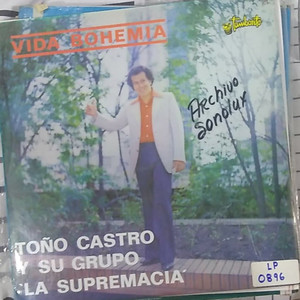 VIDA BOHEMIA
Archivo
Sonolux
TOÑO CASTRO
Y SU GRUPO
"LA SUPREMACIA"
LP
0896